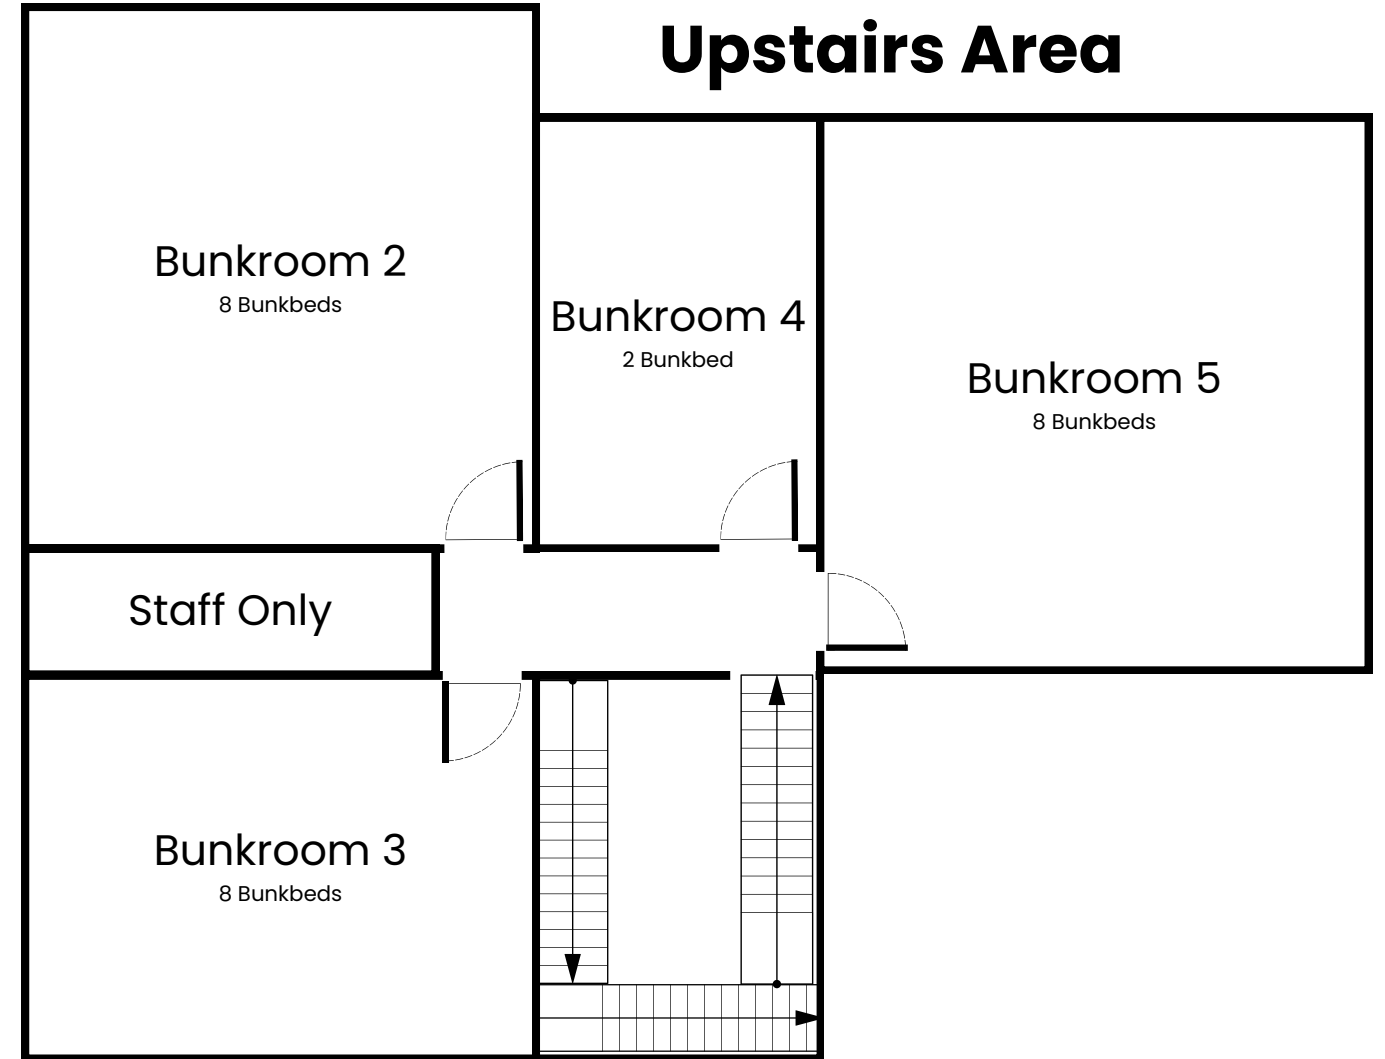 Upstairs Area
Bunkroom 2
8 Bunkbeds
Bunkroom 4
2 Bunkbed
Bunkroom 5
8 Bunkbeds
Staff Only
Bunkroom 3
8 Bunkbeds